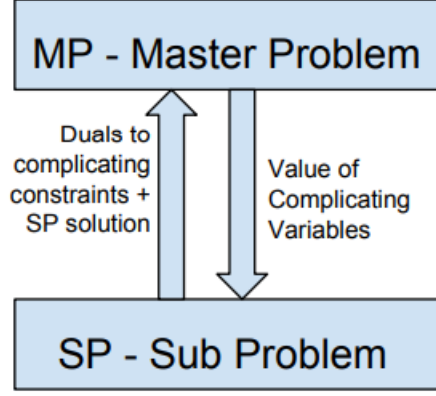 MP - Master Problem
Duals to
complicating
constraints +
SP solution
Value of
Complicating
Variables
SP - Sub Problem